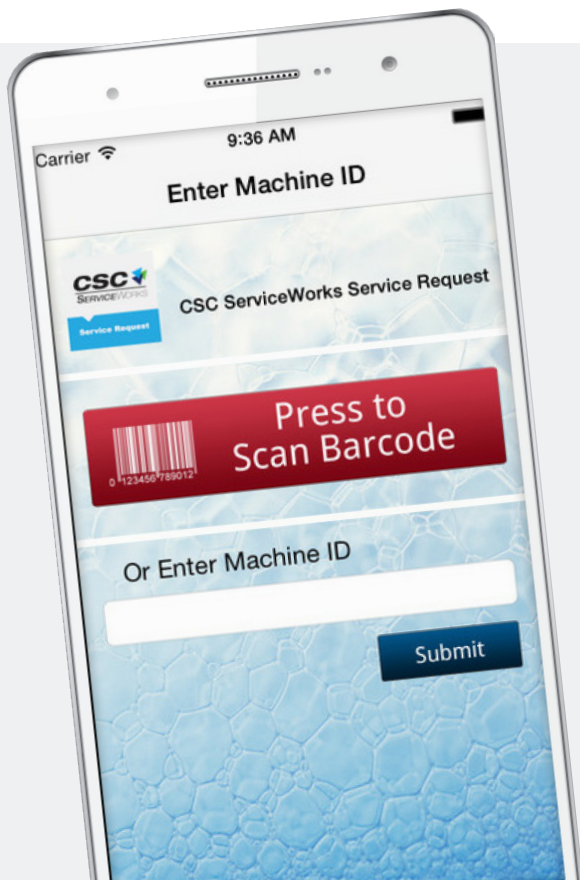 Carrier
9:36 AM
Enter Machine ID
CSC
SERVICEWORKS
Service Request
CSC ServiceWorks Service Request
Press to
Scan Barcode
0 123456 789012
Or Enter Machine ID
Submit